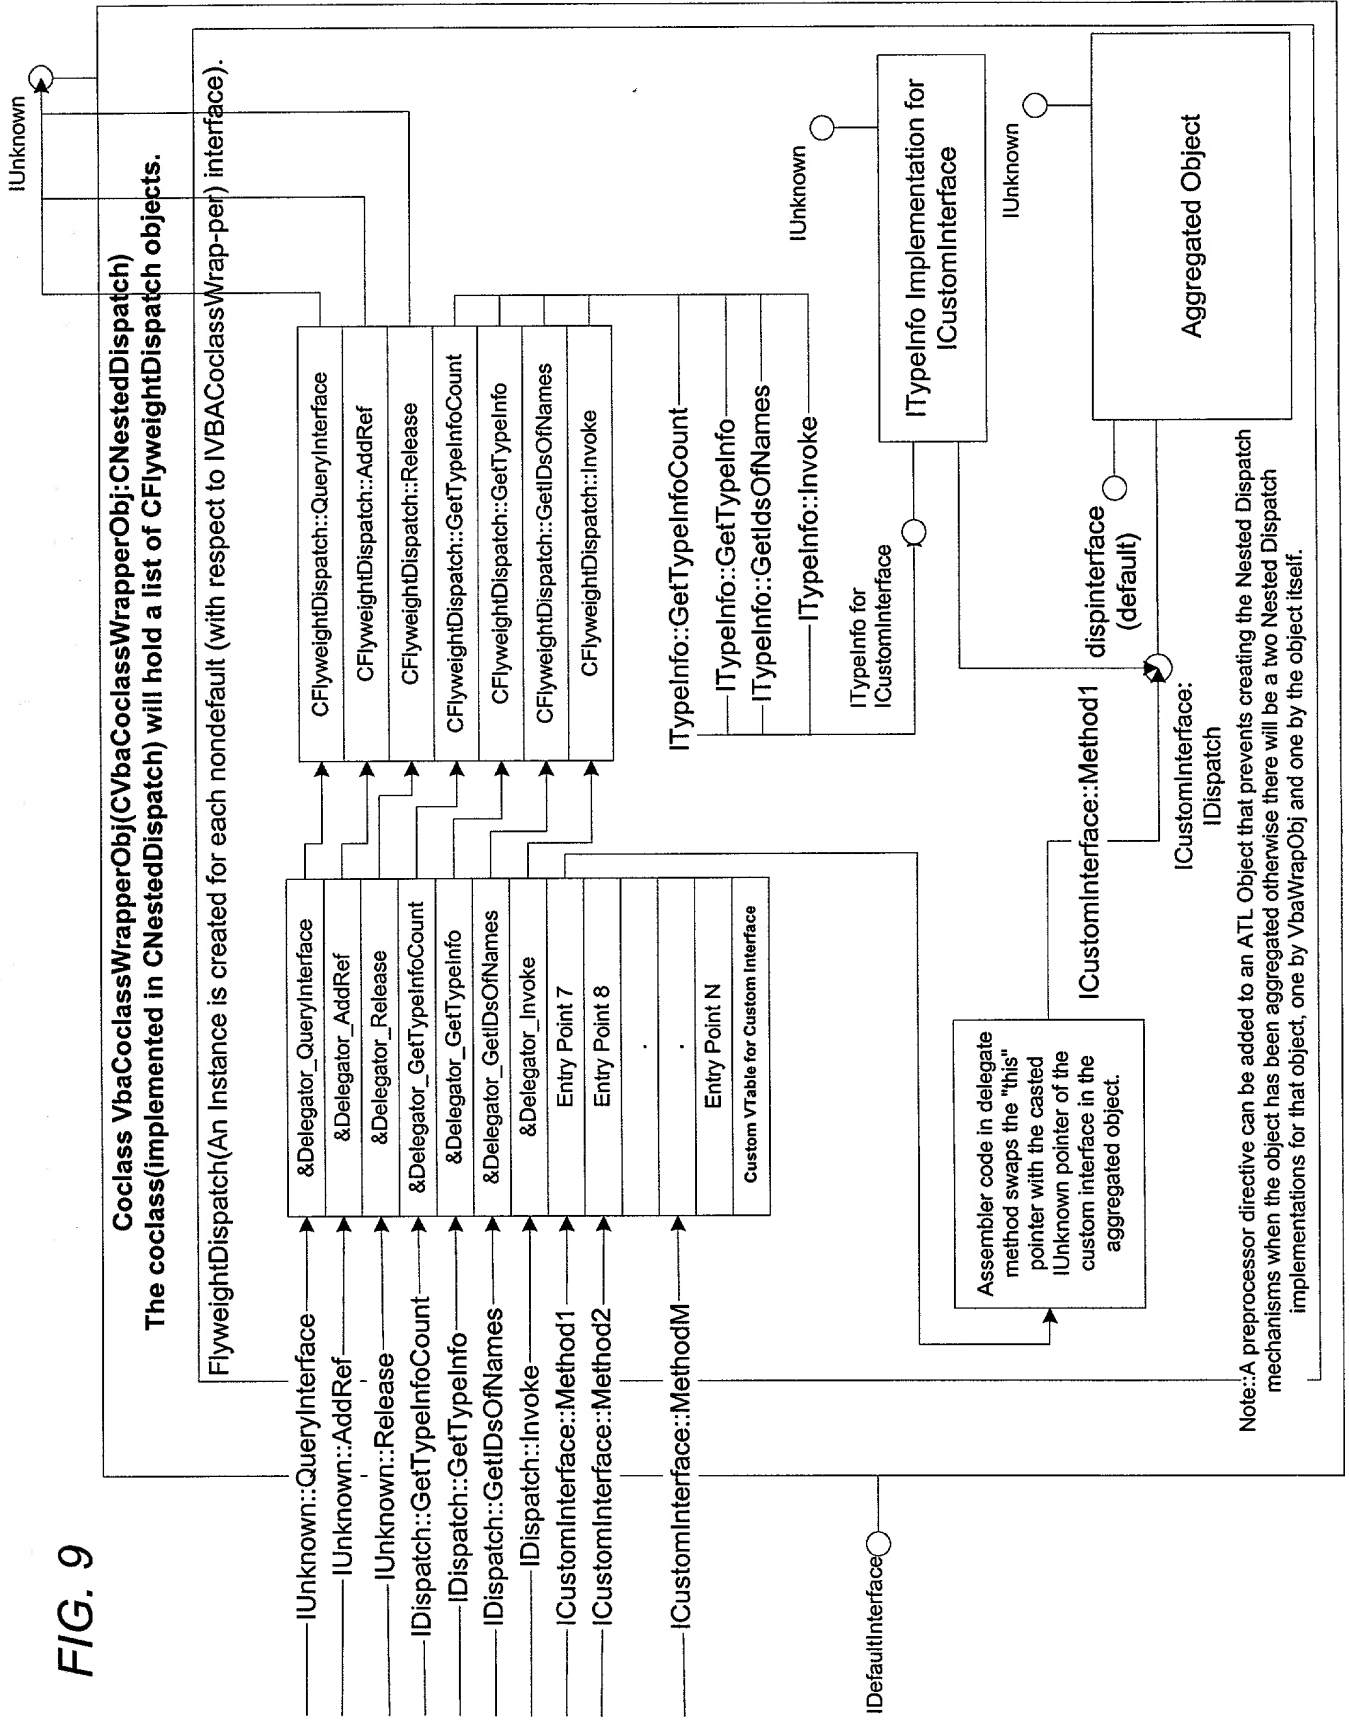 FIG. 9
IUnknown
Coclass VbaCoclassWrapperObj(CVbaCoclassWrapperObj:CNestedDispatch)
The coclass(implemented in CNestedDispatch) will hold a list of CFlyweightDispatch objects.
FlyweightDispatch(An Instance is created for each nondefault (with respect to IVBACoclassWrap-per) interface).
IUnknown::QueryInterface
IUnknown::AddRef
IUnknown::Release
IDispatch::GetTypeInfoCount
IDispatch::GetTypeInfo
IDispatch::GetIDsOfNames
IDispatch::Invoke
ICustomInterface::Method1
ICustomInterface::Method2
ICustomInterface::MethodM
IDefaultInterface
&Delegator_QueryInterface
&Delegator_AddRef
&Delegator_Release
&Delegator_GetTypeInfoCount
&Delegator_GetTypeInfo
&Delegator_GetIDsOfNames
&Delegator_Invoke
Entry Point 7
Entry Point 8
.
.
Entry Point N
Custom VTable for Custom Interface
CFlyweightDispatch::QueryInterface
CFlyweightDispatch::AddRef
CFlyweightDispatch::Release
CFlyweightDispatch::GetTypeInfoCount
CFlyweightDispatch::GetTypeInfo
CFlyweightDispatch::GetIDsOfNames
CFlyweightDispatch::Invoke
ITypeInfo::GetTypeInfoCount
ITypeInfo::GetTypeInfo
ITypeInfo::GetIdsOfNames
ITypeInfo::Invoke
ITypeInfo for
ICustomInterface
IUnknown
ITypeInfo Implementation for
ICustomInterface
Assembler code in delegate
method swaps the "this"
pointer with the casted
IUnknown pointer of the
custom interface in the
aggregated object.
ICustomInterface::Method1
dispinterface
(default)
IUnknown
Aggregated Object
ICustomInterface:
IDispatch
Note::A preprocessor directive can be added to an ATL Object that prevents creating the Nested Dispatch
mechanisms when the object has been aggregated otherwise there will be a two Nested Dispatch
implementations for that object, one by VbaWrapObj and one by the object itself.